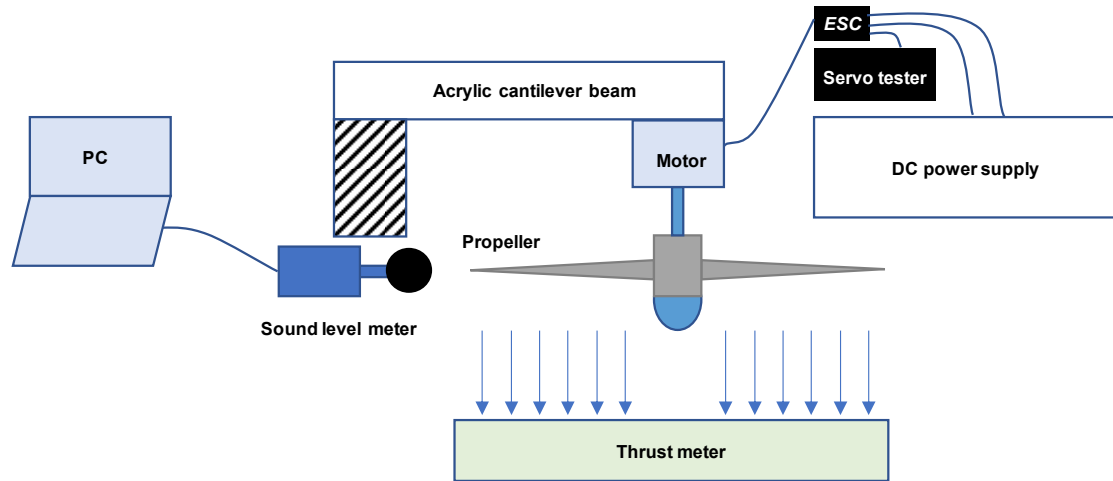 ESC
Servo tester
Acrylic cantilever beam
PC
Motor
DC power supply
Propeller
Sound level meter
Thrust meter